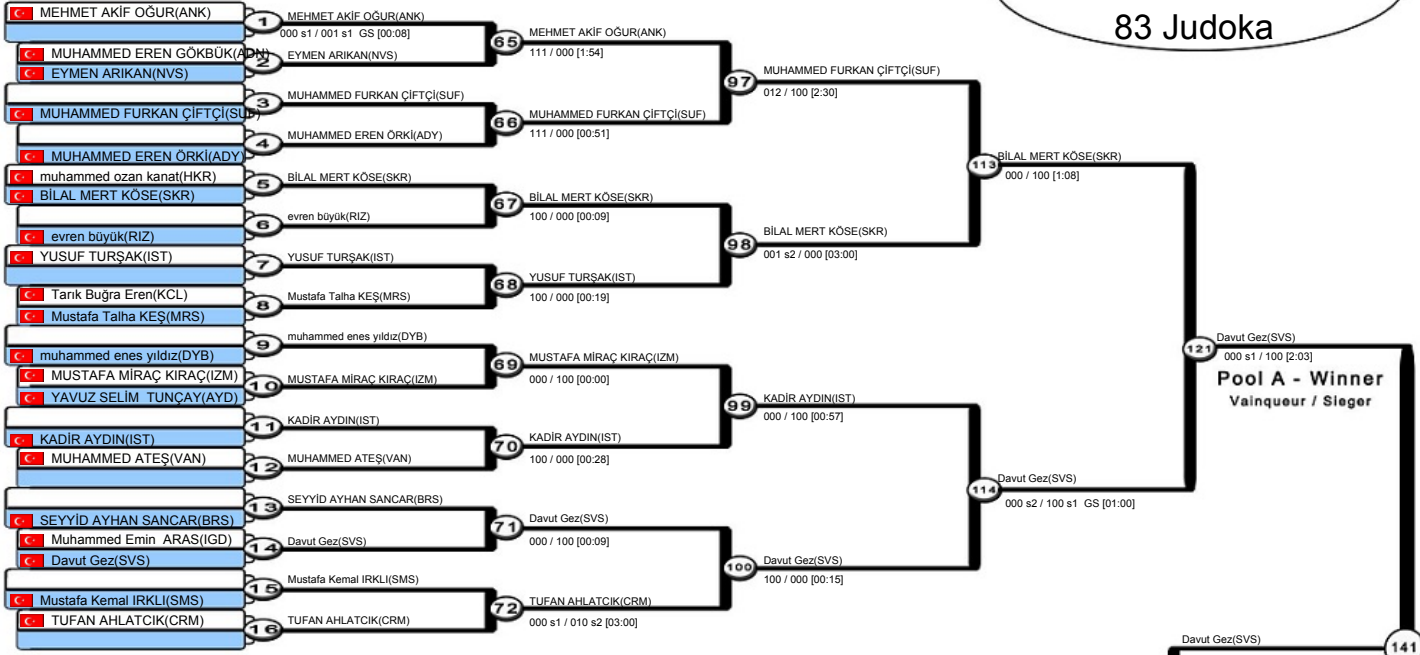 83 Judoka
MEHMET AKİF OĞUR(ANK)
MUHAMMED EREN GÖKBÜK(ADN)
EYMEN ARIKAN(NVS)
MUHAMMED FURKAN ÇİFTÇİ(SUF)
MUHAMMED EREN ÖRKİ(ADY)
muhammed ozan kanat(HKR)
BİLAL MERT KÖSE(SKR)
evren büyük(RIZ)
YUSUF TURŞAK(IST)
Tarık Buğra Eren(KCL)
Mustafa Talha KEŞ(MRS)
muhammed enes yıldız(DYB)
MUSTAFA MİRAÇ KIRAÇ(IZM)
YAVUZ SELİM TUNÇAY(AYD)
KADİR AYDIN(IST)
MUHAMMED ATEŞ(VAN)
SEYYİD AYHAN SANCAR(BRS)
Muhammed Emin ARAS(IGD)
Davut Gez(SVS)
Mustafa Kemal IRKLI(SMS)
TUFAN AHLATCIK(CRM)
1
MEHMET AKİF OĞUR(ANK)
000 s1 / 001 s1 GS [00:08]
2
EYMEN ARIKAN(NVS)
3
MUHAMMED FURKAN ÇİFTÇİ(SUF)
4
MUHAMMED EREN ÖRKİ(ADY)
5
BİLAL MERT KÖSE(SKR)
6
evren büyük(RIZ)
7
YUSUF TURŞAK(IST)
8
Mustafa Talha KEŞ(MRS)
9
muhammed enes yıldız(DYB)
10
MUSTAFA MİRAÇ KIRAÇ(IZM)
11
KADİR AYDIN(IST)
12
MUHAMMED ATEŞ(VAN)
13
SEYYİD AYHAN SANCAR(BRS)
14
Davut Gez(SVS)
15
Mustafa Kemal IRKLI(SMS)
16
TUFAN AHLATCIK(CRM)
65
MEHMET AKİF OĞUR(ANK)
111 / 000 [1:54]
66
MUHAMMED FURKAN ÇİFTÇİ(SUF)
111 / 000 [00:51]
67
BİLAL MERT KÖSE(SKR)
100 / 000 [00:09]
68
YUSUF TURŞAK(IST)
100 / 000 [00:19]
69
MUSTAFA MİRAÇ KIRAÇ(IZM)
000 / 100 [00:00]
70
KADİR AYDIN(IST)
100 / 000 [00:28]
71
Davut Gez(SVS)
000 / 100 [00:09]
72
TUFAN AHLATCIK(CRM)
000 s1 / 010 s2 [03:00]
97
MUHAMMED FURKAN ÇİFTÇİ(SUF)
012 / 100 [2:30]
98
BİLAL MERT KÖSE(SKR)
001 s2 / 000 [03:00]
99
KADİR AYDIN(IST)
000 / 100 [00:57]
100
Davut Gez(SVS)
100 / 000 [00:15]
113
BİLAL MERT KÖSE(SKR)
000 / 100 [1:08]
114
Davut Gez(SVS)
000 s2 / 100 s1 GS [01:00]
121
Davut Gez(SVS)
000 s1 / 100 [2:03]
Pool A - Winner
Vainqueur / Sieger
Davut Gez(SVS)
141